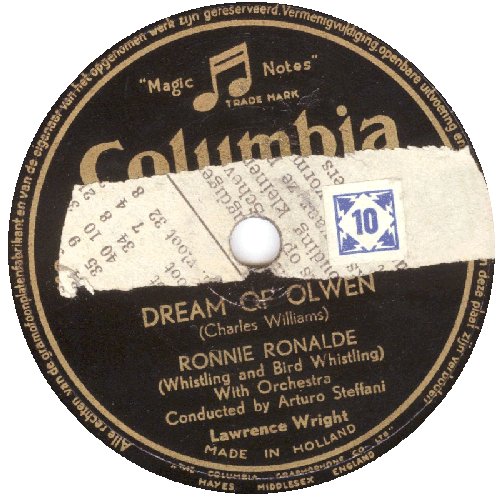 Alle rechten van de gramofoonplatenfabrikant en van de eigenaar van het opgenomen werk zijn gereserveerd. Vermenigvuldiging, openbare uitvoering en
deze plaat zijn verboden
"Magic Notes"
TRADE MARK
Columbia
10
DREAM OF OLWEN
(Charles Williams)
RONNIE RONALDE
(Whistling and Bird Whistling)
With Orchestra
Conducted by Arturo Steffani
Lawrence Wright
MADE IN HOLLAND
THE COLUMBIA GRAPHOPHONE CO. LTD
HAYES MIDDLESEX ENGLAND